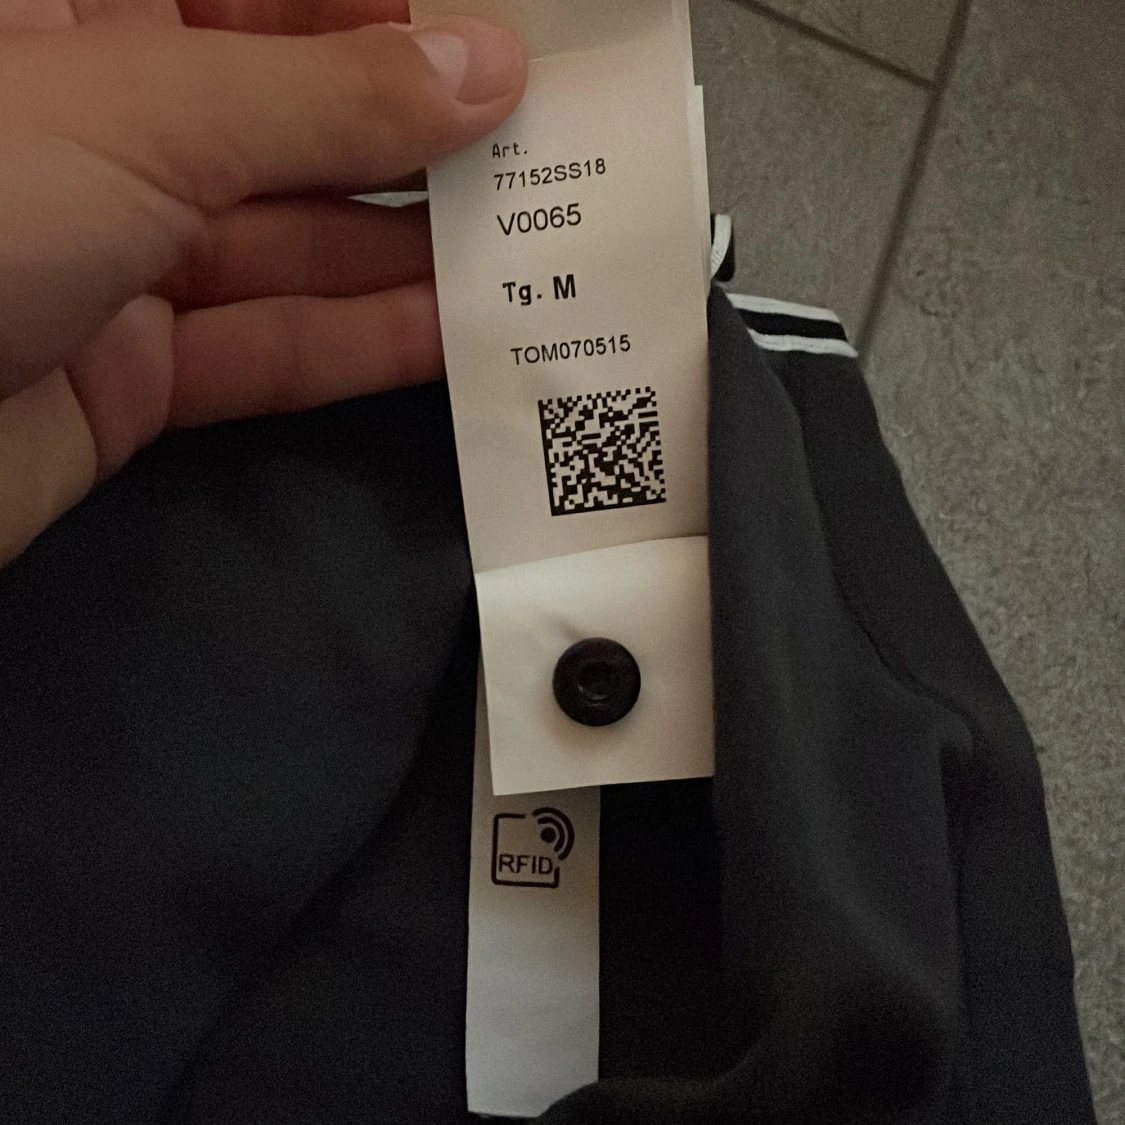 Art.
77152SS18
V0065
Tg. M
TOM070515
RFID